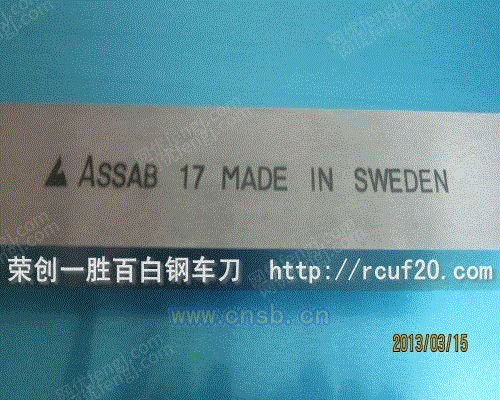 ASSAB 17 MADE IN SWEDEN
荣创一胜百白钢车刀 http://rcuf20.com
www.cnsb.cn
2013/03/15